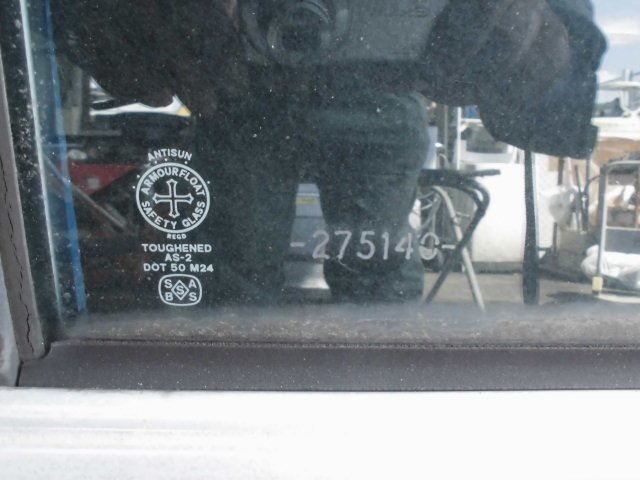 ANTISUN
ARMOURFLOAT
SAFETY GLASS
REGD
TOUGHENED
AS-2
DOT 50 M24
S A
S
B S
-275140-